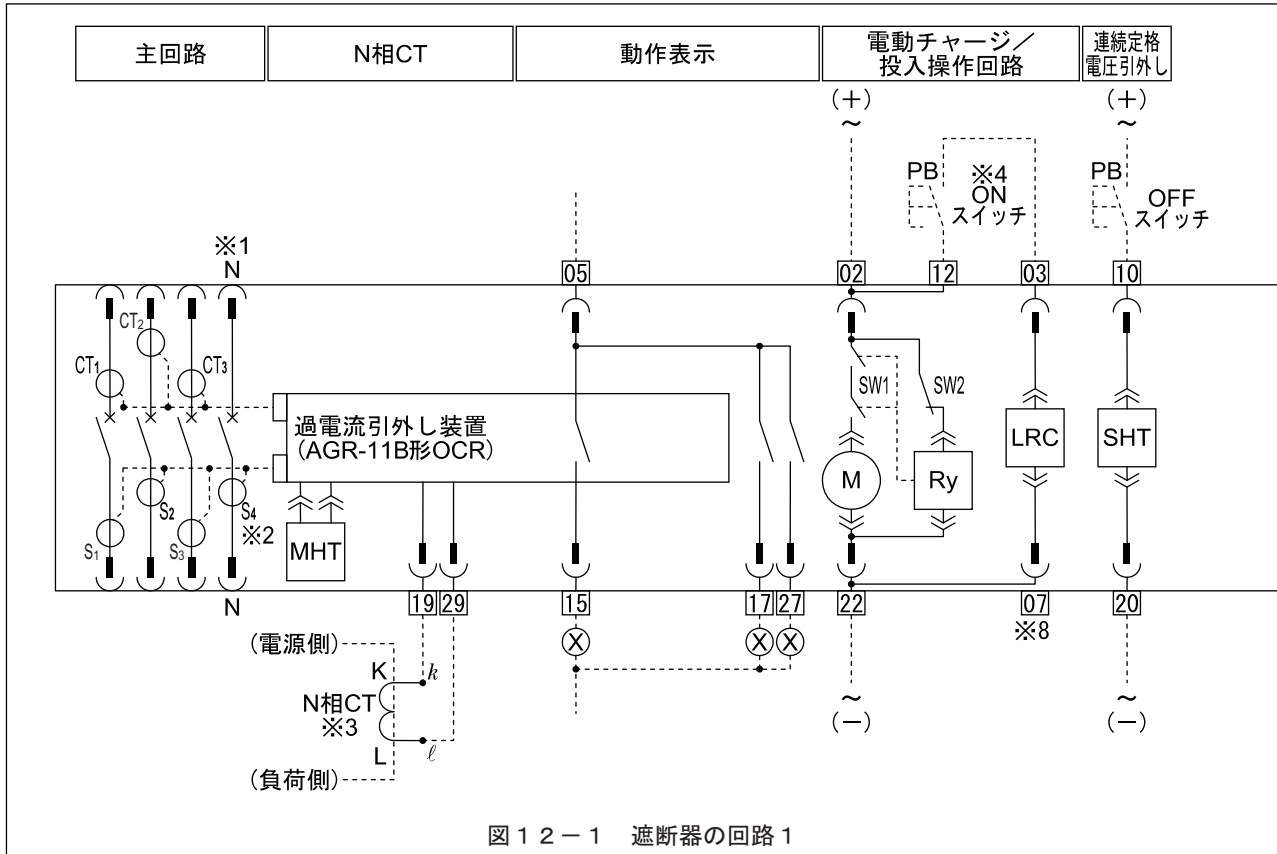 主回路
N相CT
動作表示
電動チャージ／
投入操作回路
連続定格
電圧引外し
(+)
~
(+)
~
PB
※4
ON
スイッチ
PB
OFF
スイッチ
※1
N
05
02
12
03
10
CT1
CT2
CT3
過電流引外し装置
(AGR-11B形OCR)
SW1
SW2
LRC
SHT
M
Ry
S1
S2
S3
S4
※2
MHT
N
19
29
15
17
27
22
07
20
※8
X
X
X
(電源側)
K
k
N相CT
※3
L
ℓ
(負荷側)
~
(−)
~
(−)
図12−1 遮断器の回路1